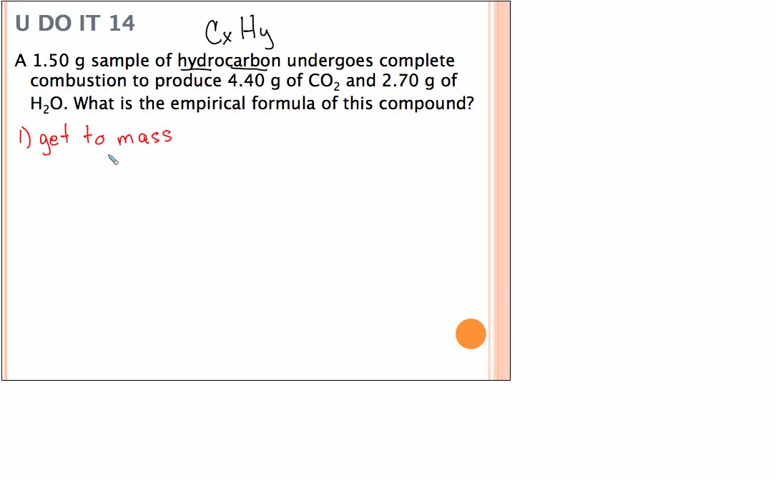 U DO IT 14
CxHy
A 1.50 g sample of hydrocarbon undergoes complete
combustion to produce 4.40 g of CO₂ and 2.70 g of
H₂O. What is the empirical formula of this compound?
1) get to mass